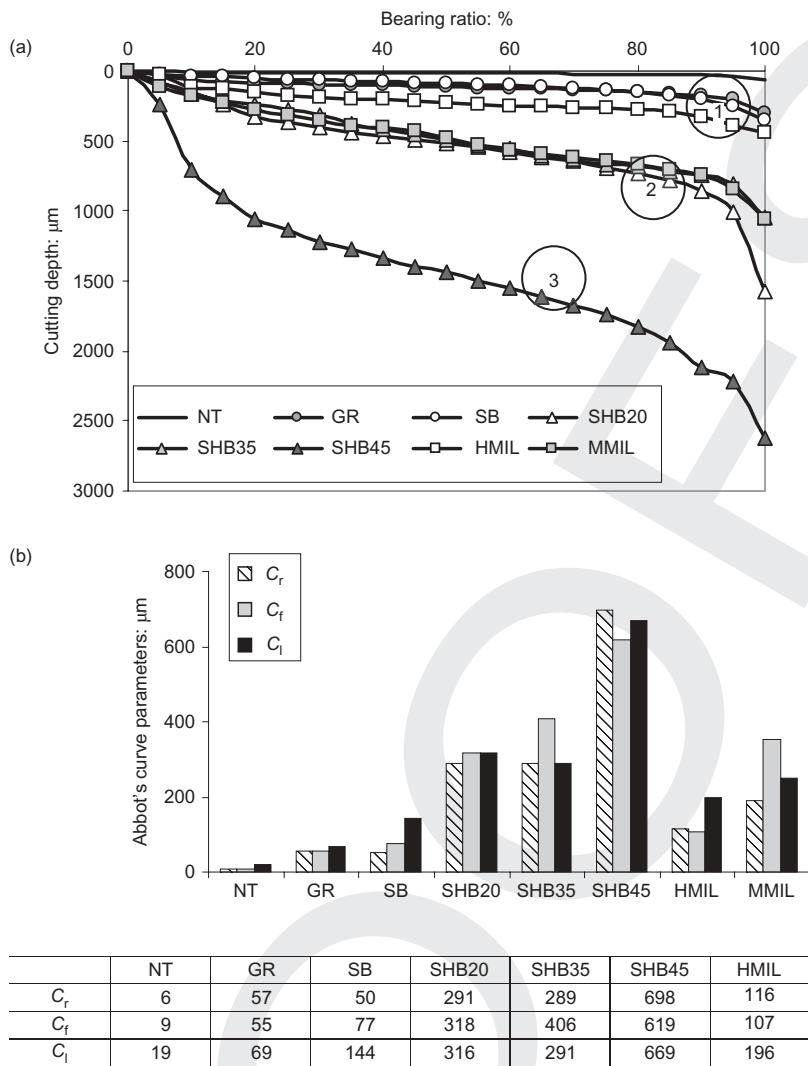 Bearing ratio: %
(a)
0 20 40 60 80 100
0
500
1000
1500
2000
2500
3000
Cutting depth: μm
1
2
3
NT GR SB SHB20
SHB35 SHB45 HMIL MMIL
(b)
800
600
400
200
0
Abbot's curve parameters: μm
Cr
Cf
Cl
NT GR SB SHB20 SHB35 SHB45 HMIL MMIL
NT GR SB SHB20 SHB35 SHB45 HMIL
Cr 6 57 50 291 289 698 116
Cf 9 55 77 318 406 619 107
Cl 19 69 144 316 291 669 196